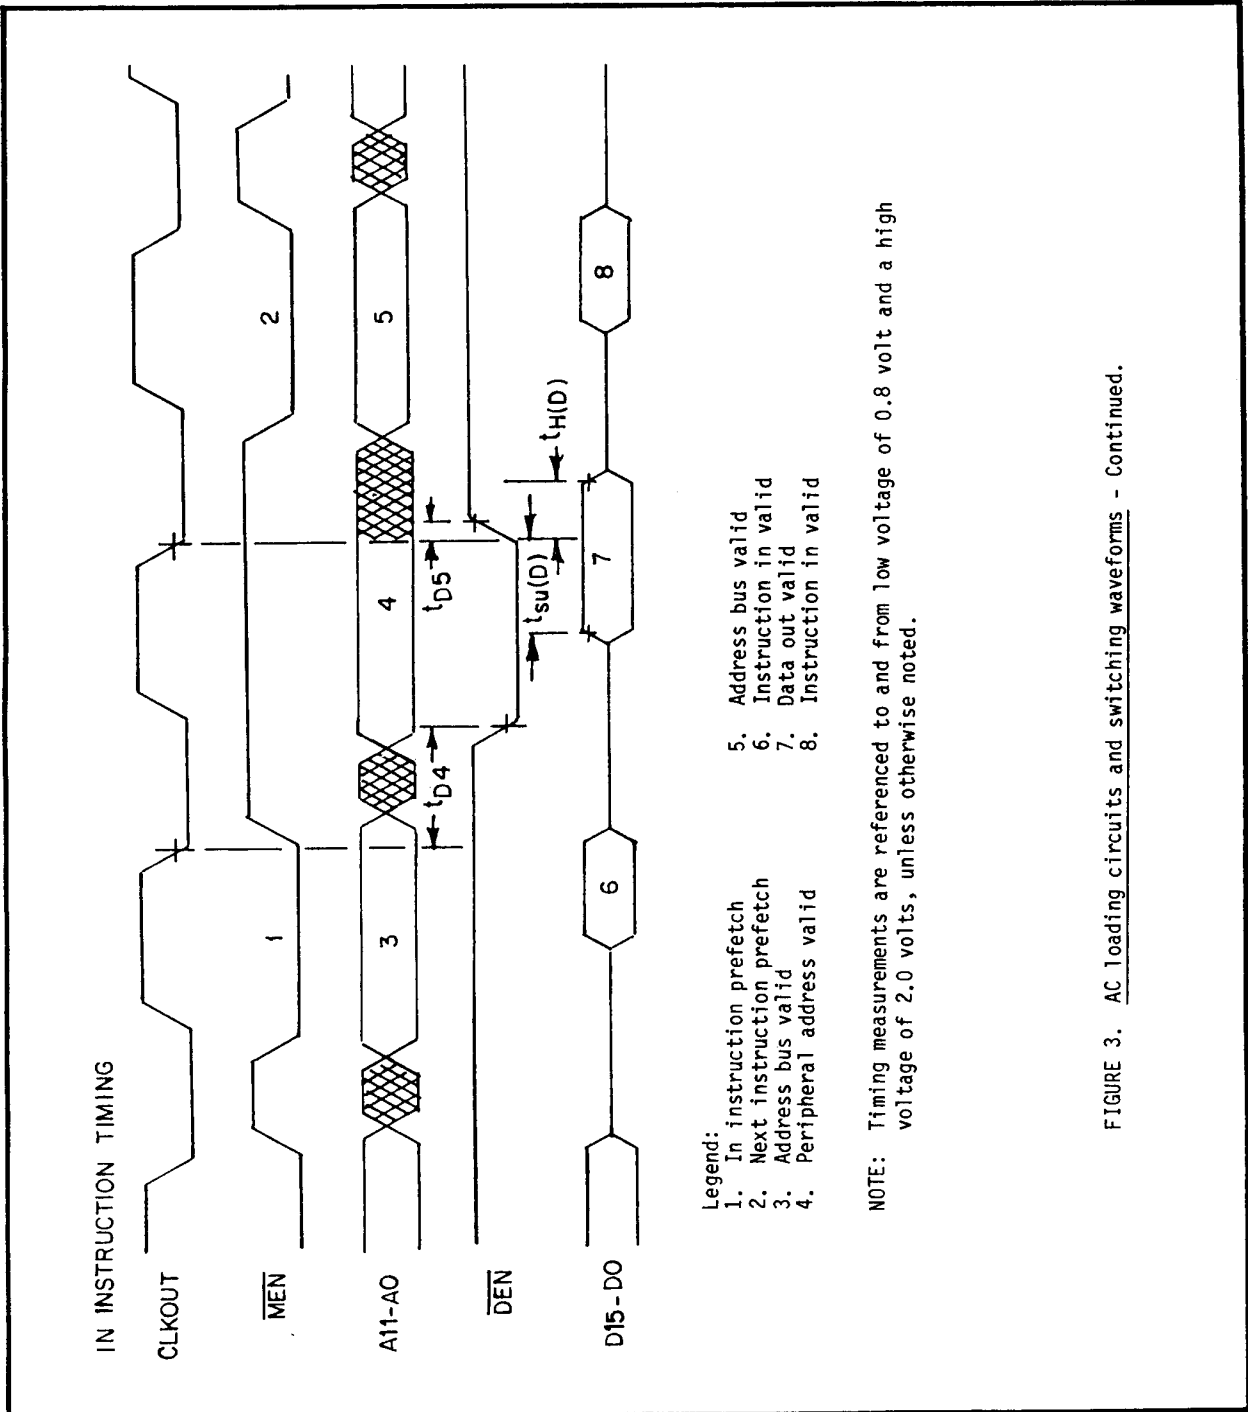 IN INSTRUCTION TIMING
CLKOUT
MEN
1
2
A11-A0
3
4
5
tD4
tD5
DEN
tsu(D)
tH(D)
D15-D0
6
7
8
Legend:
1. In instruction prefetch
2. Next instruction prefetch
3. Address bus valid
4. Peripheral address valid
5. Address bus valid
6. Instruction in valid
7. Data out valid
8. Instruction in valid
NOTE: Timing measurements are referenced to and from low voltage of 0.8 volt and a high
voltage of 2.0 volts, unless otherwise noted.
FIGURE 3. AC loading circuits and switching waveforms - Continued.